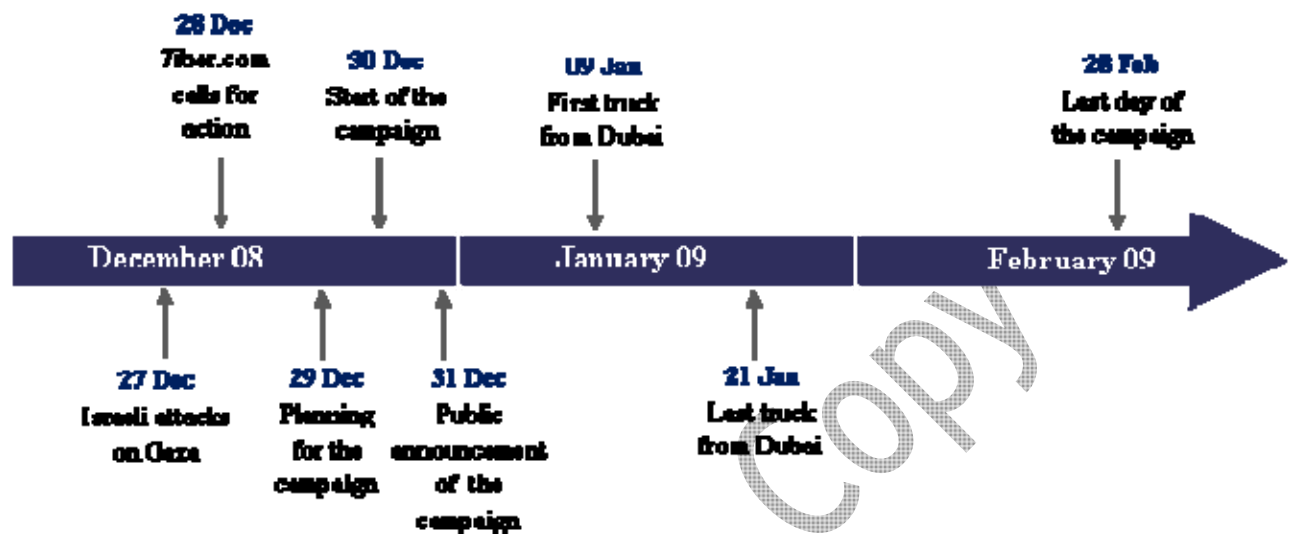 28 Dec
7iber.com
calls for
action
30 Dec
Start of the
campaign
09 Jan
First truck
from Dubai
28 Feb
Last day of
the campaign
December 08
January 09
February 09
27 Dec
Israeli attacks
on Gaza
29 Dec
Planning
for the
campaign
31 Dec
Public
announcement
of the
campaign
21 Jan
Last truck
from Dubai
Copy